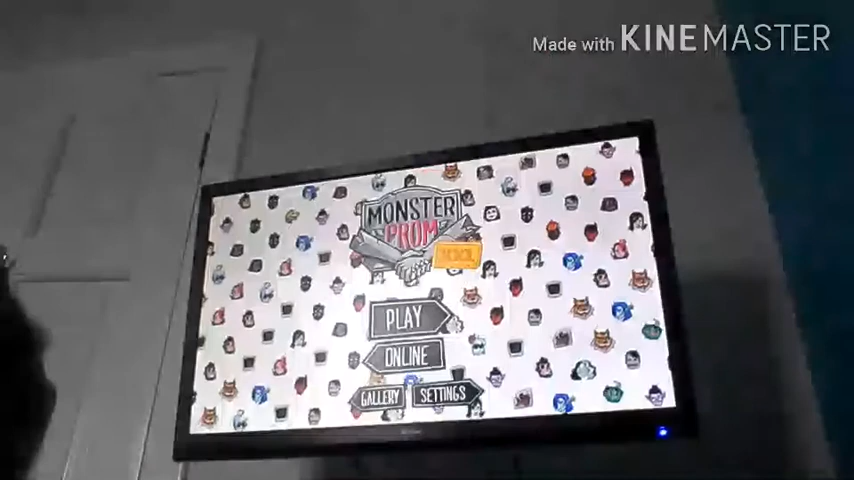 Made with KINEMASTER
MONSTER
PROM
XXL
PLAY
ONLINE
GALLERY
SETTINGS